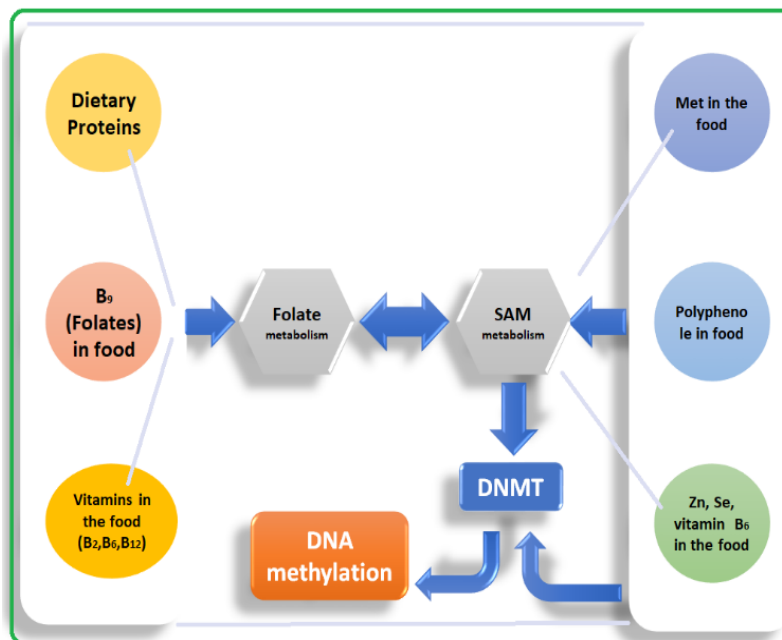 Dietary
Proteins
B₉
(Folates)
in food
Vitamins in
the food
(B₂,B₆,B₁₂)
Folate
metabolism
SAM
metabolism
DNMT
DNA
methylation
Met in the
food
Polypheno
le in food
Zn, Se,
vitamin B₆
in the food